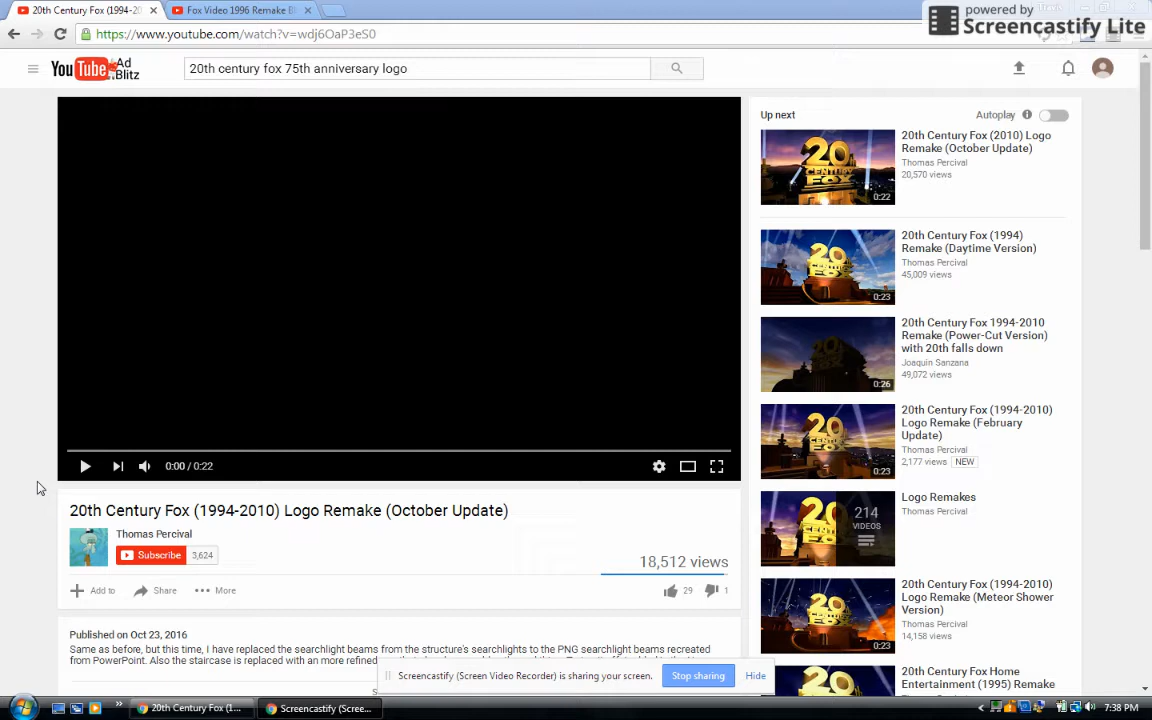 20th Century Fox (1994-20
Fox Video 1996 Remake B
powered by
Screencastify Lite
https://www.youtube.com/watch?v=wdj6OaP3eS0
YouTube Ad Blitz
20th century fox 75th anniversary logo
Up next
Autoplay
20th Century Fox (2010) Logo
Remake (October Update)
Thomas Percival
20,570 views
0:22
20th Century Fox (1994)
Remake (Daytime Version)
Thomas Percival
45,009 views
0:23
20th Century Fox 1994-2010
Remake (Power-Cut Version)
with 20th falls down
Joaquin Sanzana
49,072 views
0:26
20th Century Fox (1994-2010)
Logo Remake (February
Update)
Thomas Percival
2,177 views NEW
0:23
Logo Remakes
Thomas Percival
214
VIDEOS
20th Century Fox (1994-2010)
Logo Remake (Meteor Shower
Version)
Thomas Percival
14,158 views
0:23
20th Century Fox Home
Entertainment (1995) Remake
0:00 / 0:22
20th Century Fox (1994-2010) Logo Remake (October Update)
Thomas Percival
Subscribe 3,624
18,512 views
Add to
Share
More
29
1
Published on Oct 23, 2016
Same as before, but this time, I have replaced the searchlight beams from the structure's searchlights to the PNG searchlight beams recreated
from PowerPoint. Also the staircase is replaced with an more refined
Screencastify (Screen Video Recorder) is sharing your screen.
Stop sharing
Hide
20th Century Fox (1...
Screencastify (Scree...
7:38 PM